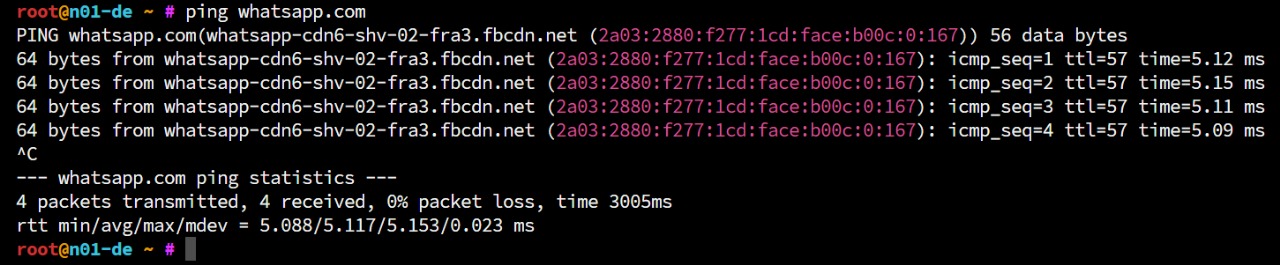 root@n01-de ~ # ping whatsapp.com
PING whatsapp.com(whatsapp-cdn6-shv-02-fra3.fbcdn.net (2a03:2880:f277:1cd:face:b00c:0:167)) 56 data bytes
64 bytes from whatsapp-cdn6-shv-02-fra3.fbcdn.net (2a03:2880:f277:1cd:face:b00c:0:167): icmp_seq=1 ttl=57 time=5.12 ms
64 bytes from whatsapp-cdn6-shv-02-fra3.fbcdn.net (2a03:2880:f277:1cd:face:b00c:0:167): icmp_seq=2 ttl=57 time=5.15 ms
64 bytes from whatsapp-cdn6-shv-02-fra3.fbcdn.net (2a03:2880:f277:1cd:face:b00c:0:167): icmp_seq=3 ttl=57 time=5.11 ms
64 bytes from whatsapp-cdn6-shv-02-fra3.fbcdn.net (2a03:2880:f277:1cd:face:b00c:0:167): icmp_seq=4 ttl=57 time=5.09 ms
^C
--- whatsapp.com ping statistics ---
4 packets transmitted, 4 received, 0% packet loss, time 3005ms
rtt min/avg/max/mdev = 5.088/5.117/5.153/0.023 ms
root@n01-de ~ #